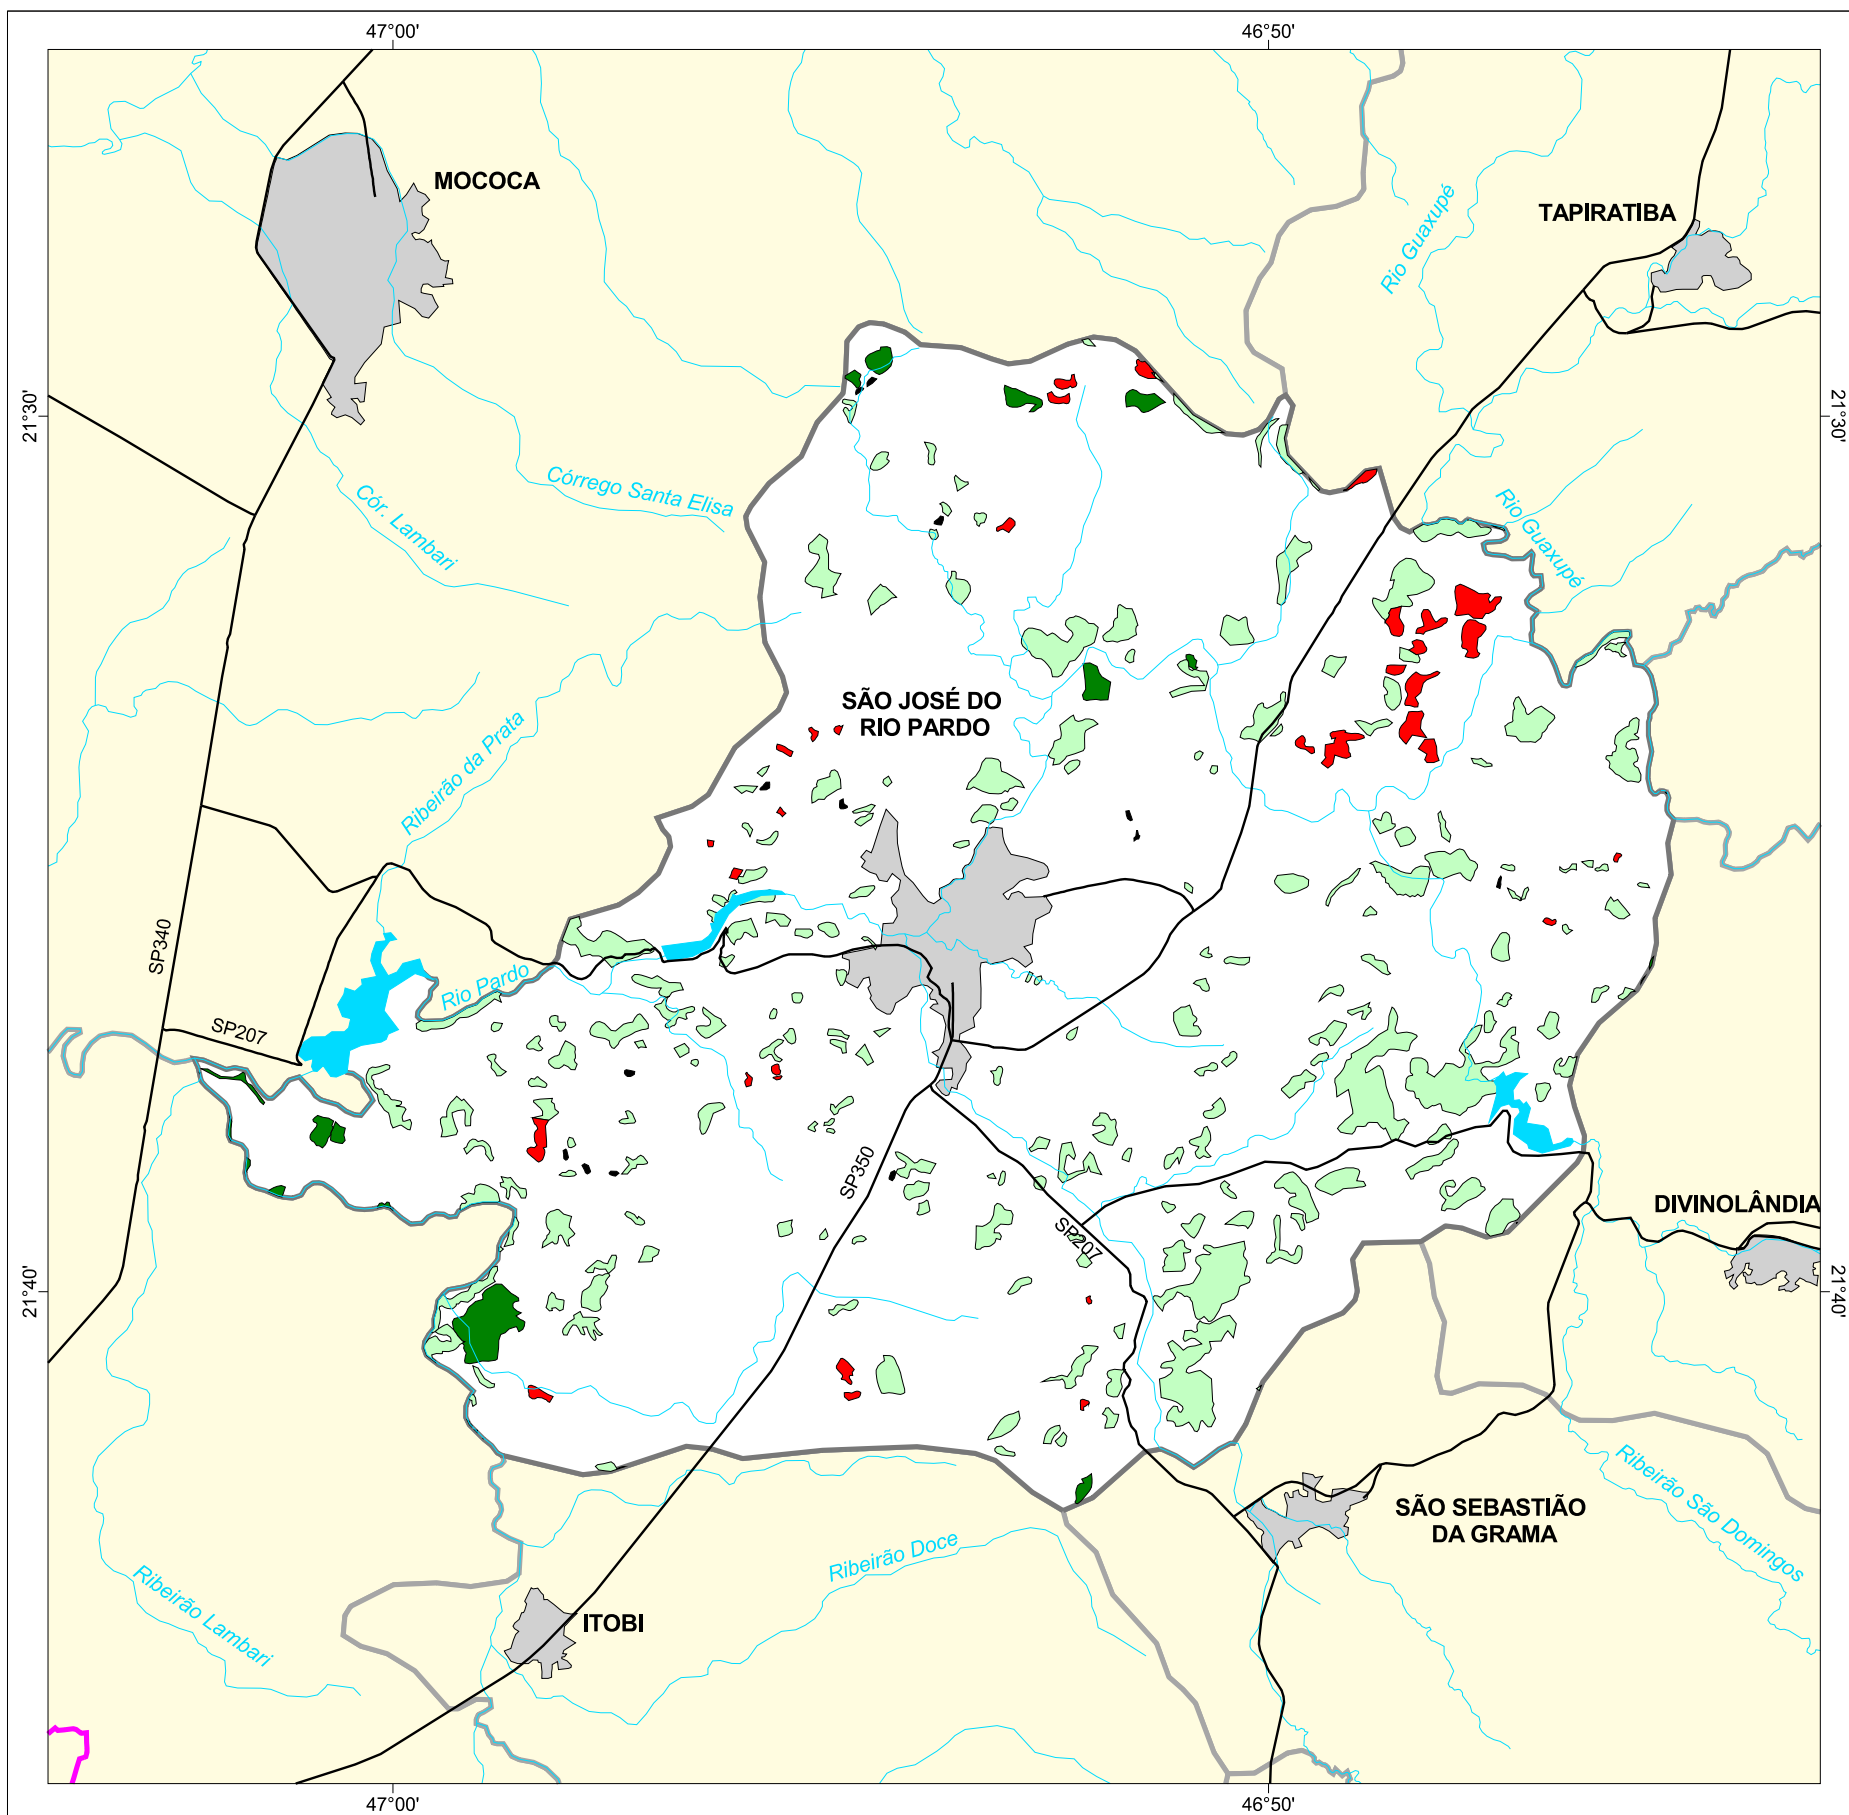 47°00'
46°50'
MOCOCA
TAPIRATIBA
Rio Guaxupé
21°30'
21°30'
Córrego Santa Elisa
Cór. Lambari
Rio Guaxupé
SÃO JOSÉ DO
RIO PARDO
Ribeirão da Prata
SP340
Rio Pardo
SP207
SP350
SP207
DIVINOLÂNDIA
21°40'
21°40'
SÃO SEBASTIÃO
DA GRAMA
Ribeirão São Domingos
Ribeirão Doce
Ribeirão Lambari
ITOBI
47°00'
46°50'